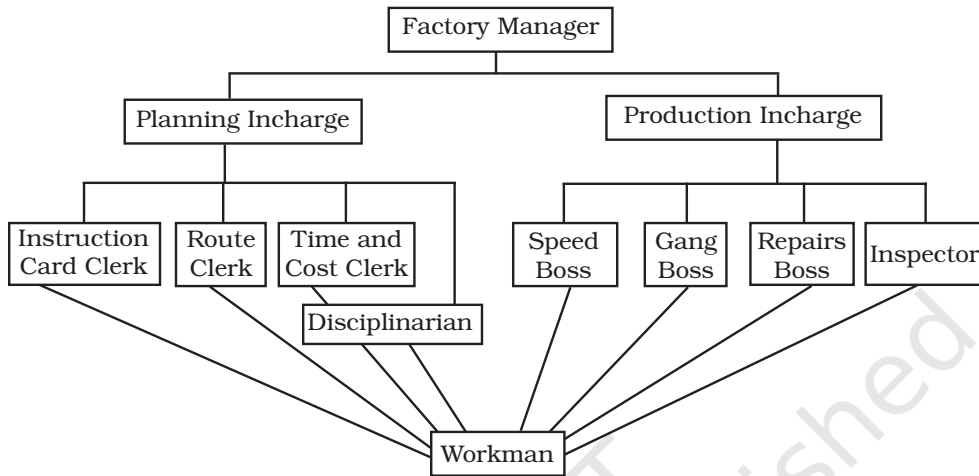 Factory Manager
Planning Incharge
Production Incharge
Instruction
Card Clerk
Route
Clerk
Time and
Cost Clerk
Disciplinarian
Speed
Boss
Gang
Boss
Repairs
Boss
Inspector
Workman
shed